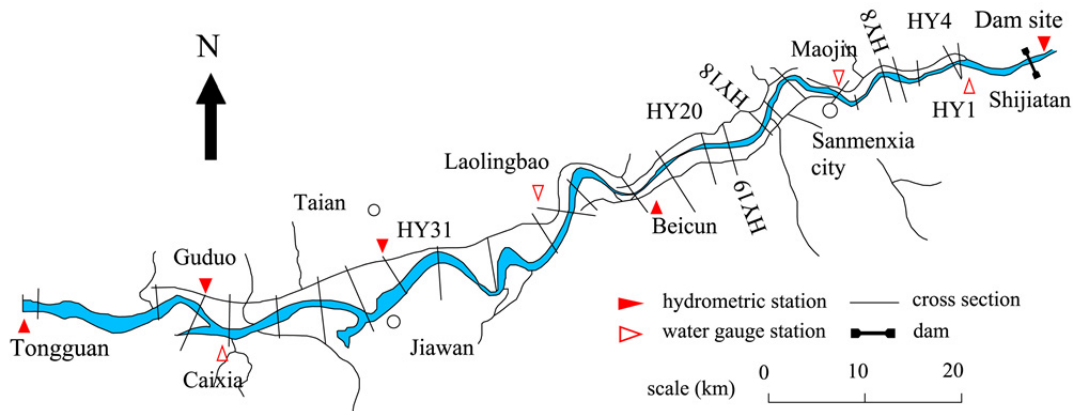 Dam site
HY4
HY8
N
Maojin
HY18
HY1
Shijiatan
HY20
Sanmenxia
city
Laolingbao
HY19
Taian
HY31
Beicun
Guduo
hydrometric station
cross section
water gauge station
dam
Tongguan
Jiawan
Caixia
scale (km)
0
10
20